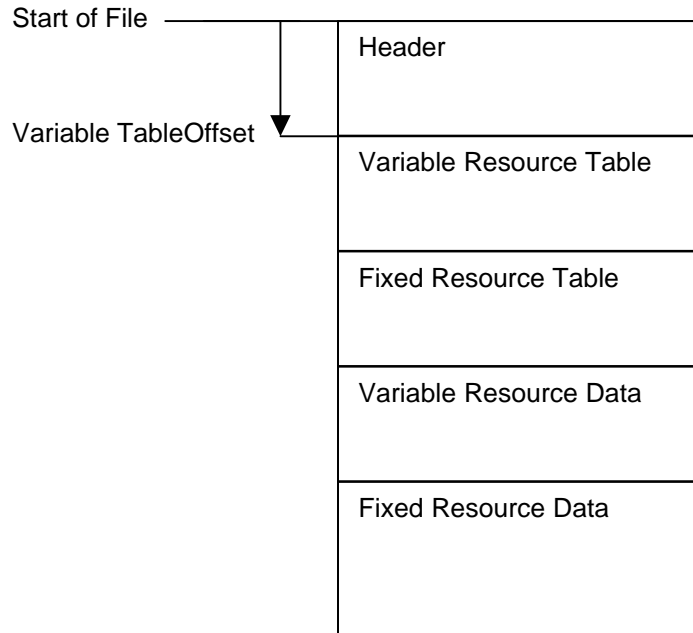 Start of File
Header
Variable TableOffset
Variable Resource Table
Fixed Resource Table
Variable Resource Data
Fixed Resource Data